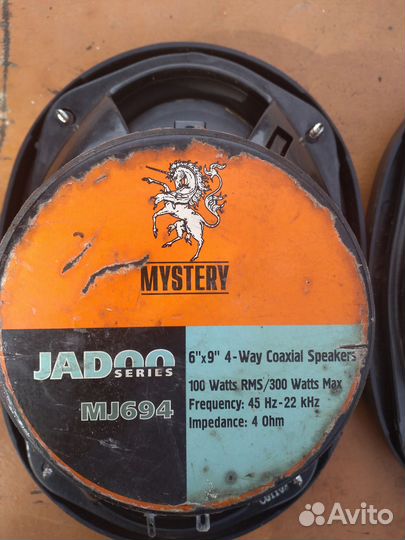 MYSTERY
JADOO
SERIES
MJ694
6"x9" 4-Way Coaxial Speakers
100 Watts RMS/300 Watts Max
Frequency: 45 Hz-22 kHz
Impedance: 4 Ohm
Avito